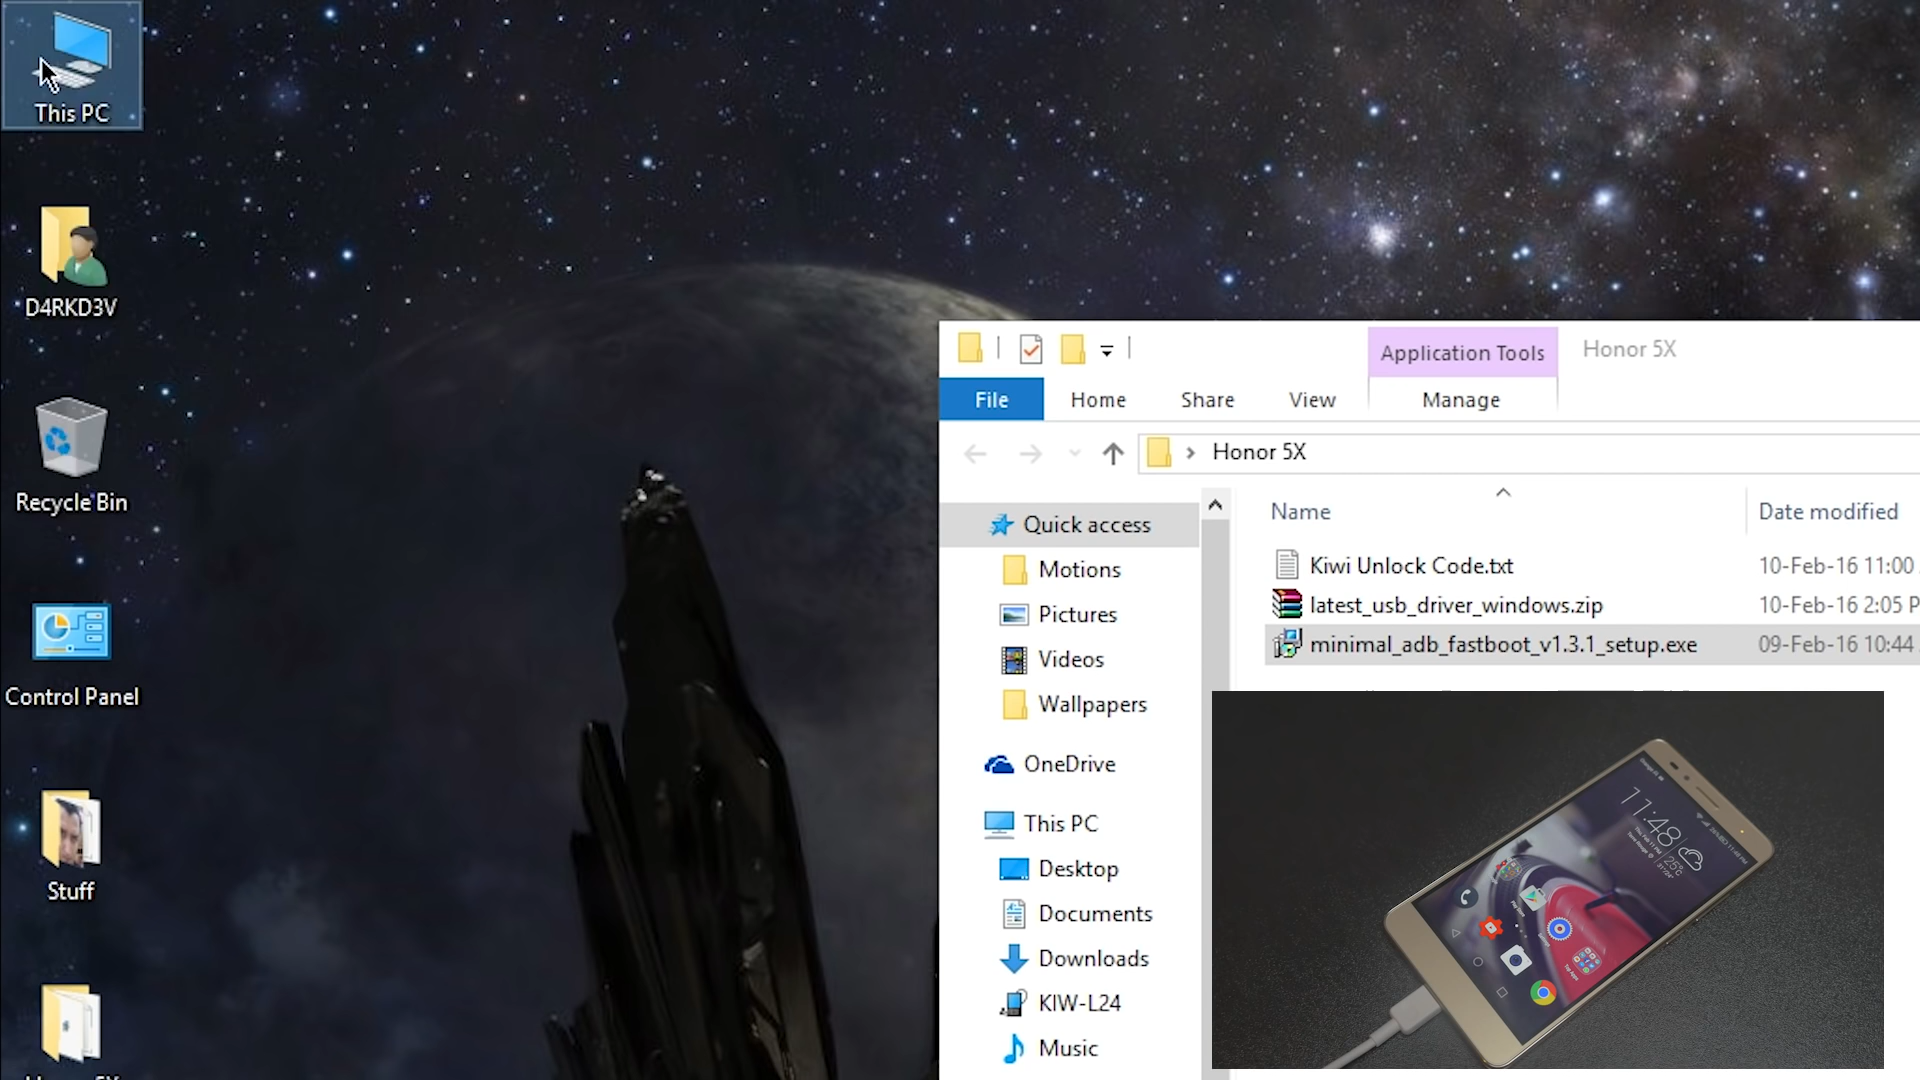 This PC
D4RKD3V
Recycle Bin
Control Panel
Stuff
Application Tools
Honor 5X
File
Home
Share
View
Manage
Honor 5X
Name
Date modified
Quick access
Motions
Pictures
Videos
Wallpapers
OneDrive
This PC
Desktop
Documents
Downloads
KIW-L24
Music
Kiwi Unlock Code.txt
10-Feb-16 11:00
latest_usb_driver_windows.zip
10-Feb-16 2:05 P
minimal_adb_fastboot_v1.3.1_setup.exe
09-Feb-16 10:44
11:48
25°C